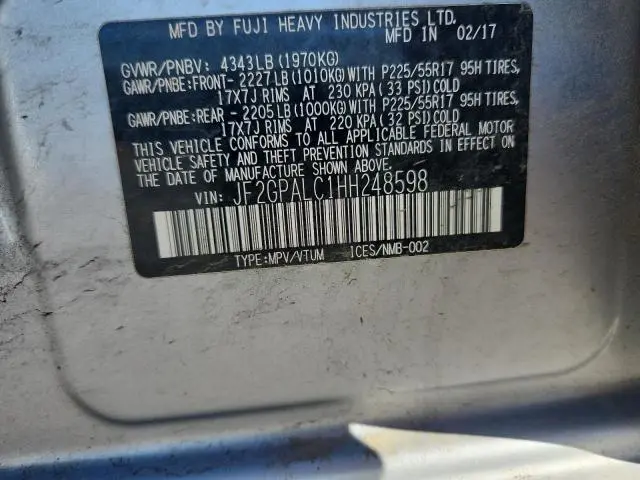 MFD BY FUJI HEAVY INDUSTRIES LTD.
MFD IN 02/17
GVWR/PNBV: 4343LB(1970KG)
GAWR/PNBE:FRONT-2227LB(1010KG)WITH P225/55R17 95H TIRES,
17X7J RIMS AT 230 KPA(33 PSI)COLD
GAWR/PNBE:REAR -2205LB(1000KG)WITH P225/55R17 95H TIRES,
17X7J RIMS AT 220 KPA(32 PSI)COLD
THIS VEHICLE CONFORMS TO ALL APPLICABLE FEDERAL MOTOR
VEHICLE SAFETY AND THEFT PREVENTION STANDARDS IN EFFECT ON
THE DATE OF MANUFACTURE SHOWN ABOVE.
VIN: JF2GPALC1HH248598
TYPE:MPV/VTUM ICES/NMB-002